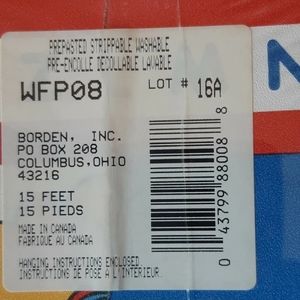 PREPASTED STRIPPABLE WASHABLE
PRE-ENCOLLE DECOLLABLE LAVABLE
WFP08 LOT # 16A
BORDEN, INC.
PO BOX 208
COLUMBUS, OHIO
43216
15 FEET
15 PIEDS
MADE IN CANADA
FABRIQUE AU CANADA
HANGING INSTRUCTIONS ENCLOSED
INSTRUCTIONS DE POSE A L'INTERIEUR.
0 43799 88008 8
N